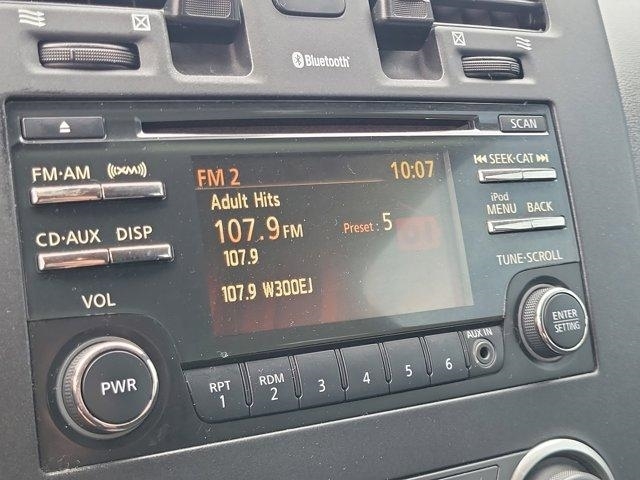 Bluetooth®
SCAN
FM·AM ((XM))
SEEK·CAT
CD·AUX DISP
iPod
MENU BACK
FM 2 10:07
Adult Hits
107.9 FM Preset : 5
107.9
107.9 W300EJ
TUNE·SCROLL
VOL
PWR
ENTER
SETTING
AUX IN
RPT
1
RDM
2
3
4
5
6